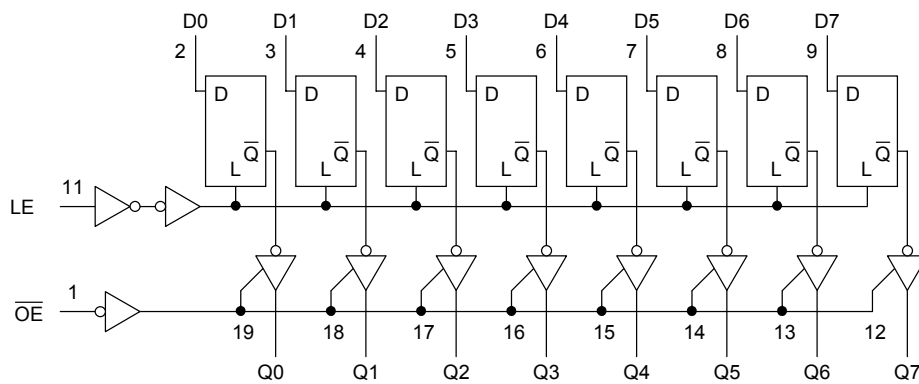 D0 D1 D2 D3 D4 D5 D6 D7
2 3 4 5 6 7 8 9
D D D D D D D D
Q̅ Q̅ Q̅ Q̅ Q̅ Q̅ Q̅ Q̅
L L L L L L L L
11
LE
1
O̅E̅
19 18 17 16 15 14 13 12
Q0 Q1 Q2 Q3 Q4 Q5 Q6 Q7